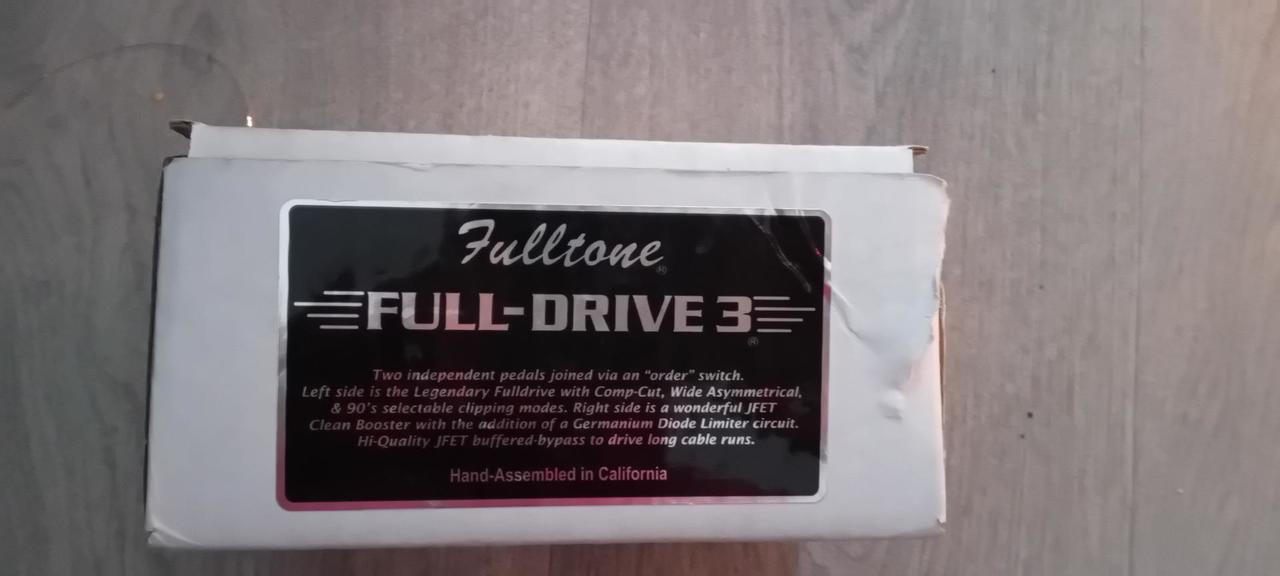 Fulltone®
FULL-DRIVE 3®
Two independent pedals joined via an "order" switch.
Left side is the Legendary Fulldrive with Comp-Cut, Wide Asymmetrical,
& 90's selectable clipping modes. Right side is a wonderful JFET
Clean Booster with the addition of a Germanium Diode Limiter circuit.
Hi-Quality JFET buffered-bypass to drive long cable runs.
Hand-Assembled in California